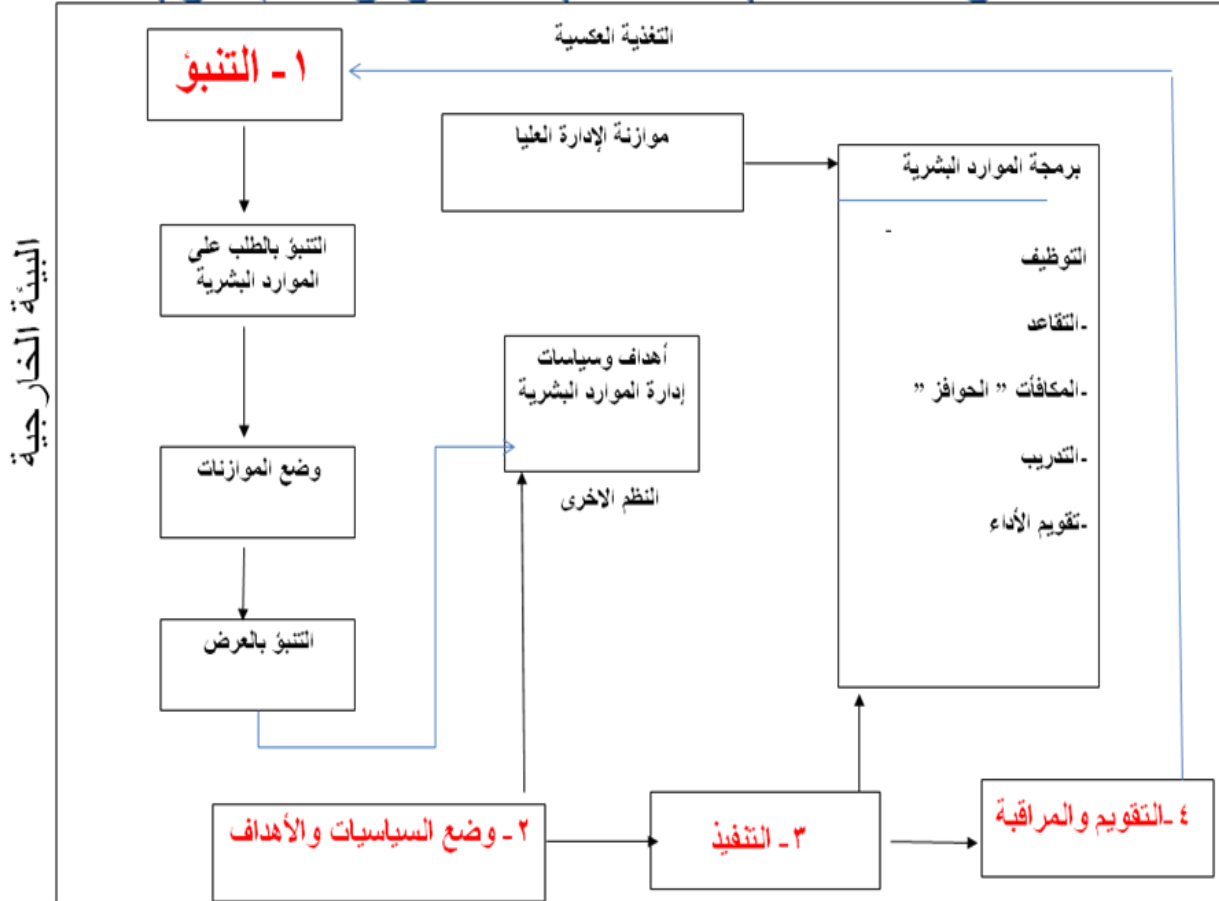 التغذية العكسية
١ - التنبؤ
موازنة الإدارة العليا
برمجة الموارد البشرية
-
التوظيف
-التقاعد
-المكافأت " الحوافز "
-التدريب
-تقويم الأداء
التنبؤ بالطلب على
الموارد البشرية
البيئة الخارجية
أهداف وسياسات
إدارة الموارد البشرية
وضع الموازنات
النظم الاخرى
التنبؤ بالعرض
٢ - وضع السياسيات والأهداف
٣ - التنفيذ
٤ -التقويم والمراقبة